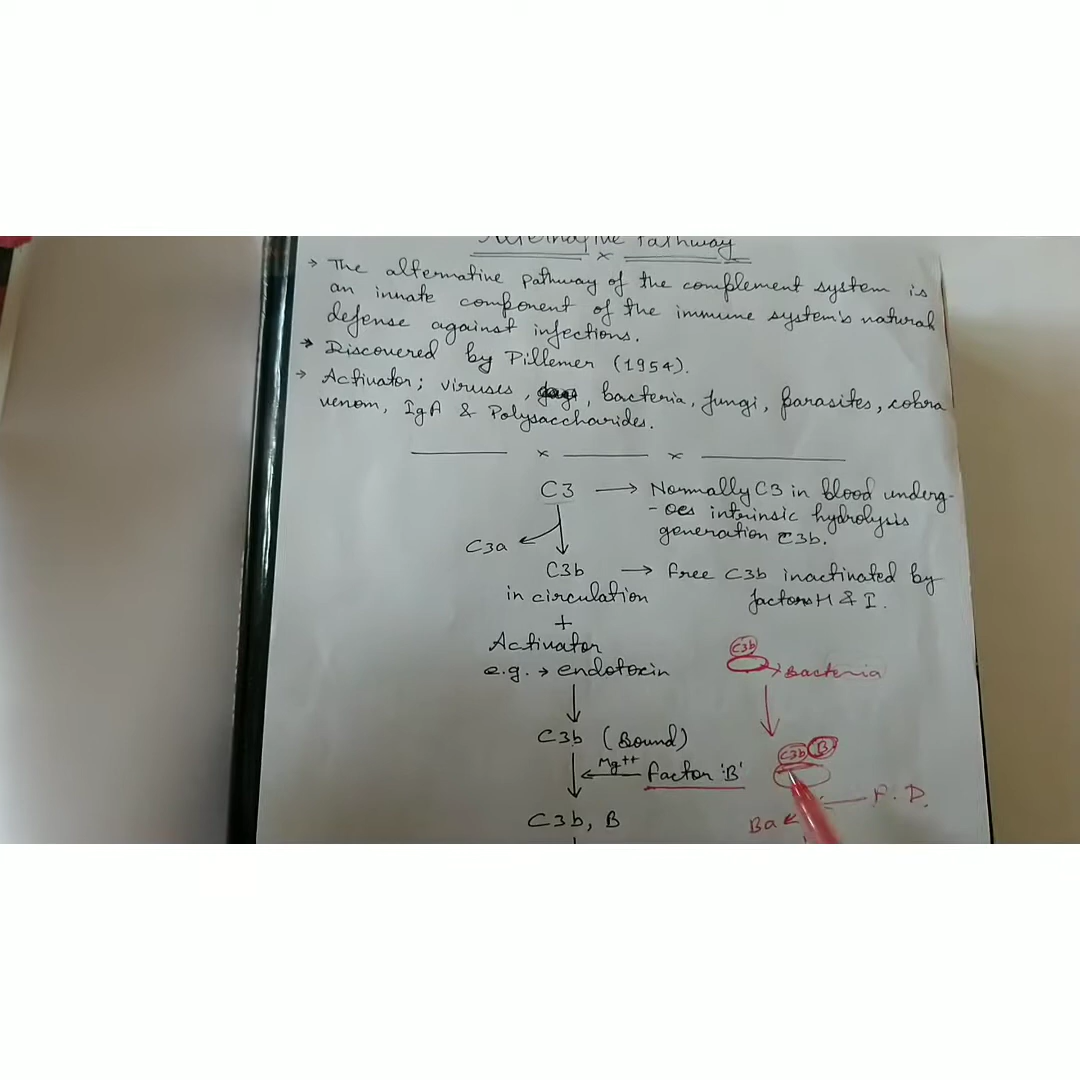 Alternative Pathway
→ The alternative pathway of the complement system is
an innate component of the immune system's natural
defense against infections.
→ Discovered by Pillemer (1954).
→ Activator; viruses, , bacteria, fungi, parasites, cobra
venom, IgA & Polysaccharides.
C3 → Normally C3 in blood underg-
-oes intrinsic hydrolysis
generation C3b.
C3a
C3b → free C3b inactivated by
in circulation factors H & I.
+
Activator
e.g. → endotoxin
C3b
Bacteria
C3b (Bound)
C3b B
Mg++ factor 'B'
F. D.
C3b, B
Ba